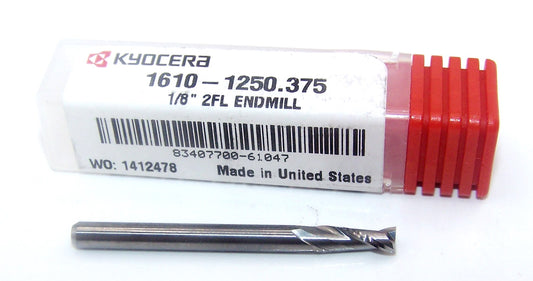 KYOCERA
1610-1250.375
1/8" 2FL ENDMILL
83407700-61047
WO: 1412478 Made in United States